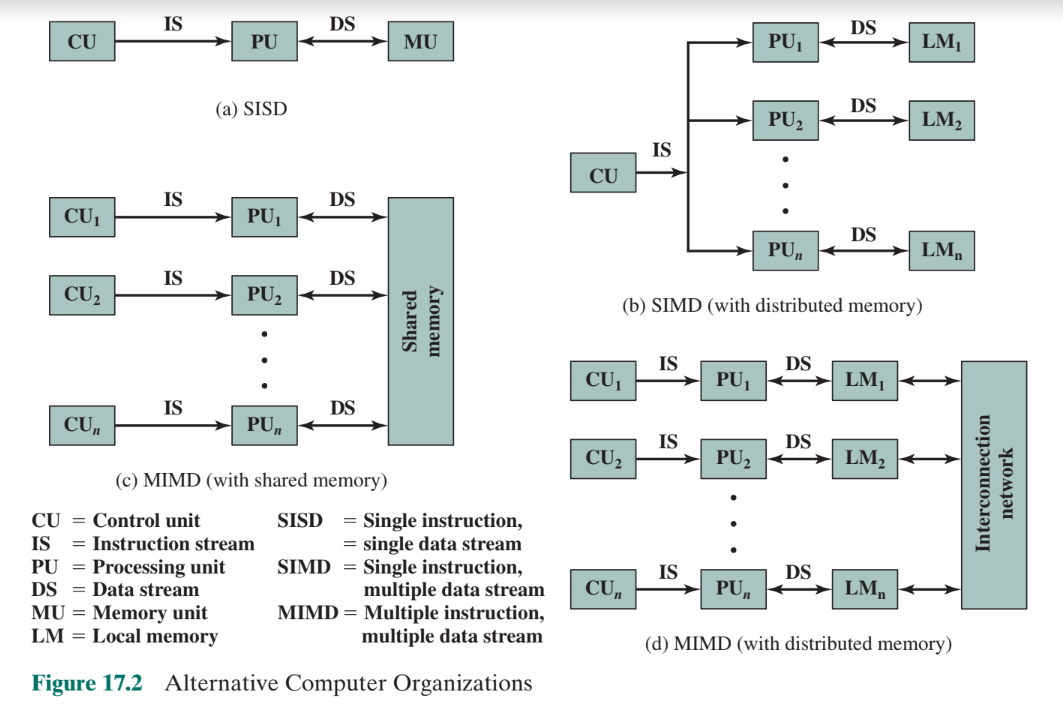 CU IS PU DS MU
(a) SISD
CU IS
PU1 DS LM1
PU2 DS LM2
PUn DS LMn
(b) SIMD (with distributed memory)
CU1 IS PU1 DS
CU2 IS PU2 DS
CUn IS PUn DS
Shared
memory
(c) MIMD (with shared memory)
CU1 IS PU1 DS LM1
CU2 IS PU2 DS LM2
CUn IS PUn DS LMn
Interconnection
network
(d) MIMD (with distributed memory)
CU = Control unit
IS = Instruction stream
PU = Processing unit
DS = Data stream
MU = Memory unit
LM = Local memory
SISD = Single instruction,
= single data stream
SIMD = Single instruction,
multiple data stream
MIMD = Multiple instruction,
multiple data stream
Figure 17.2 Alternative Computer Organizations